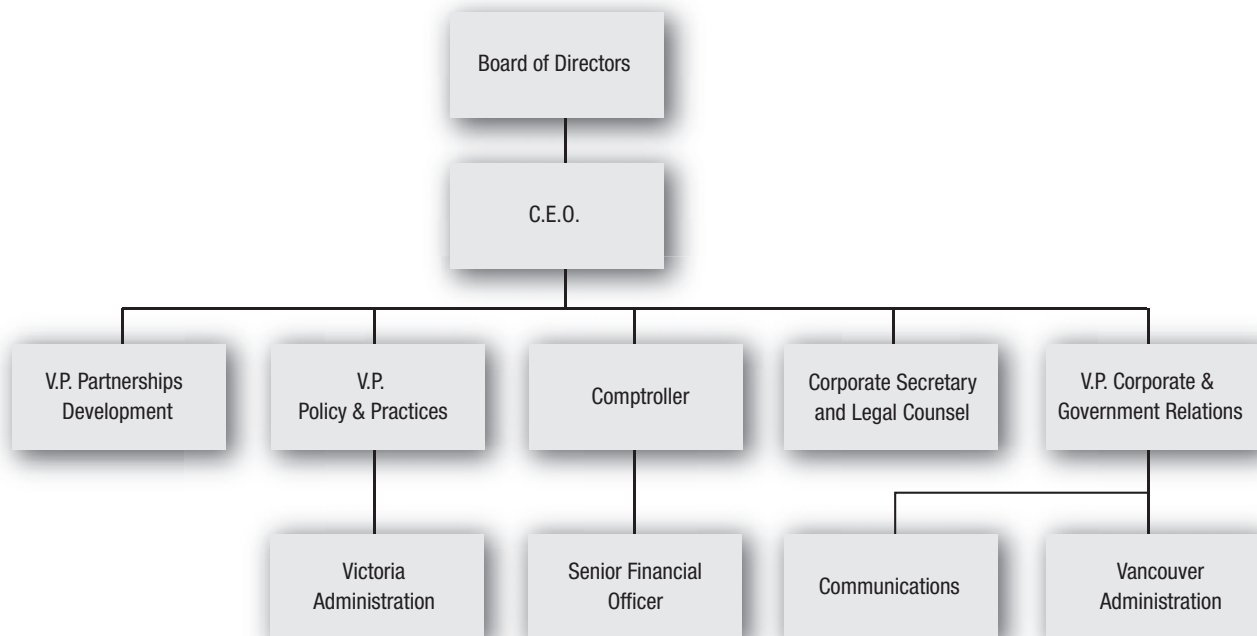 Board of Directors
C.E.O.
V.P. Partnerships
Development
V.P.
Policy & Practices
Comptroller
Corporate Secretary
and Legal Counsel
V.P. Corporate &
Government Relations
Victoria
Administration
Senior Financial
Officer
Communications
Vancouver
Administration